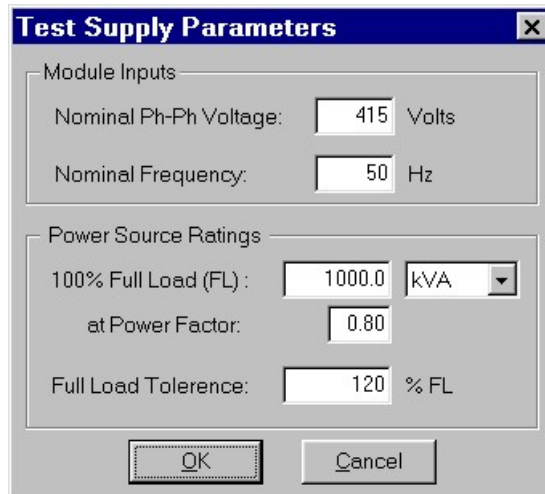 Test Supply Parameters
Module Inputs
Nominal Ph-Ph Voltage: 415 Volts
Nominal Frequency: 50 Hz
Power Source Ratings
100% Full Load (FL) : 1000.0 kVA
at Power Factor: 0.80
Full Load Tolerence: 120 % FL
OK Cancel